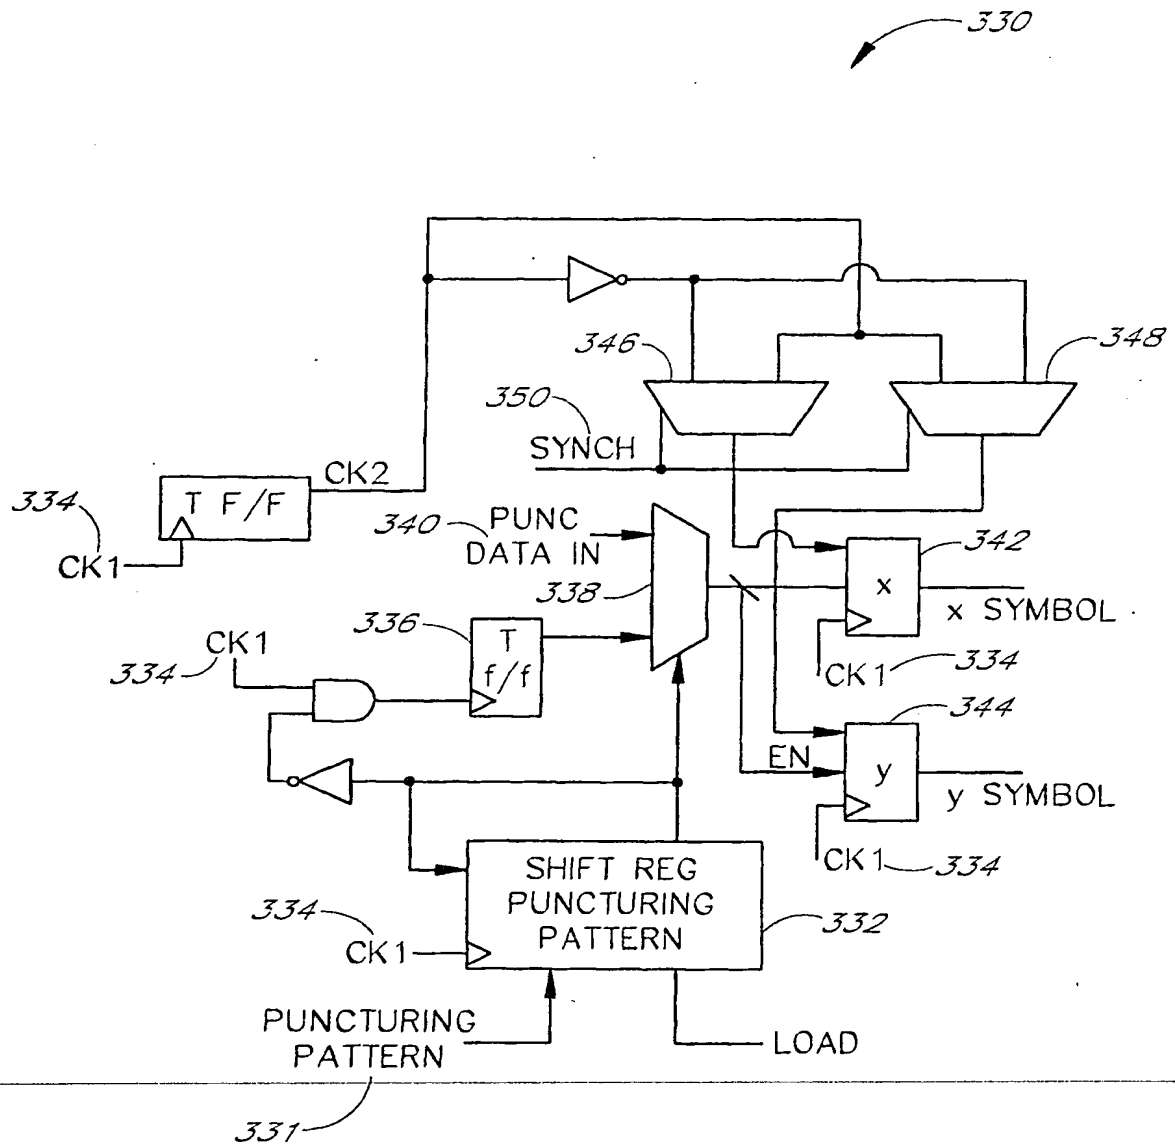 330
346
348
350
SYNCH
CK2
T F/F
334
CK1
340
PUNC
DATA IN
338
342
x
x SYMBOL
336
T
f/f
CK1
334
CK1
334
344
EN
y
y SYMBOL
CK1
334
SHIFT REG
PUNCTURING
PATTERN
332
334
CK1
PUNCTURING
PATTERN
LOAD
331